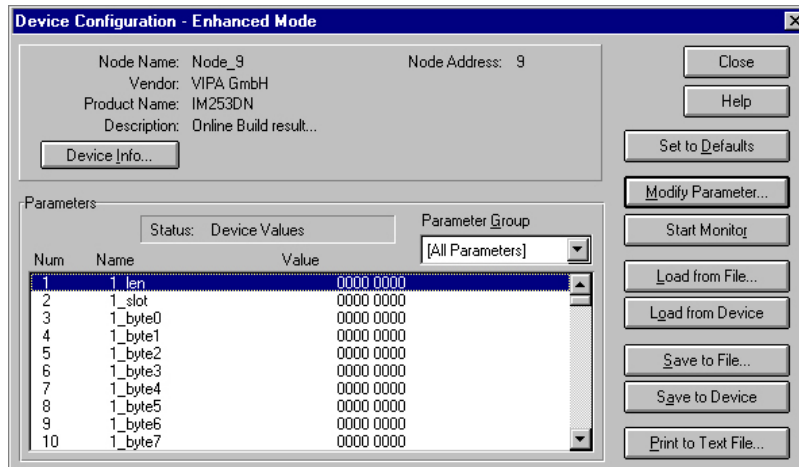 Device Configuration - Enhanced Mode
Node Name: Node_9 Node Address: 9
Vendor: VIPA GmbH
Product Name: IM253DN
Description: Online Build result...
Device Info...
Parameters
Status: Device Values
Parameter Group
[All Parameters]
Num Name Value
1 1_len 0000 0000
2 1_slot 0000 0000
3 1_byte0 0000 0000
4 1_byte1 0000 0000
5 1_byte2 0000 0000
6 1_byte3 0000 0000
7 1_byte4 0000 0000
8 1_byte5 0000 0000
9 1_byte6 0000 0000
10 1_byte7 0000 0000
Close
Help
Set to Defaults
Modify Parameter...
Start Monitor
Load from File...
Load from Device
Save to File...
Save to Device
Print to Text File...